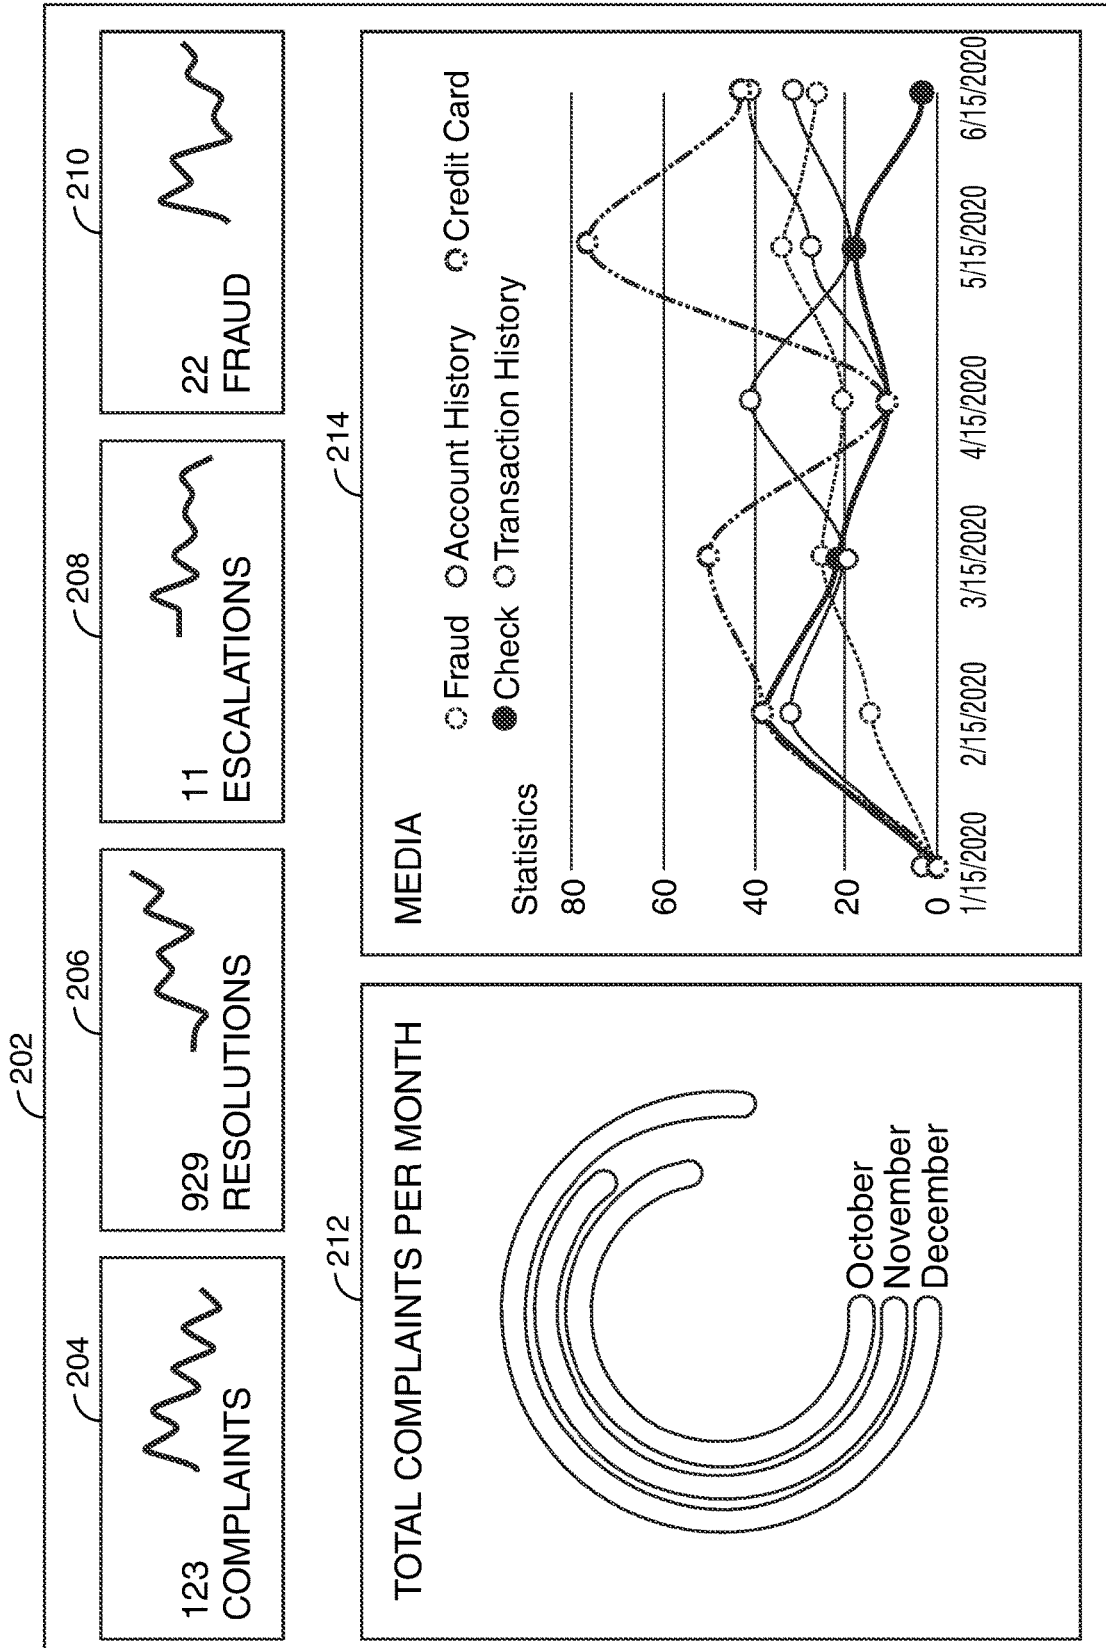 202
204
123
COMPLAINTS
206
929
RESOLUTIONS
208
11
ESCALATIONS
210
22
FRAUD
212
TOTAL COMPLAINTS PER MONTH
October
November
December
214
MEDIA
Fraud Account History Credit Card
Check Transaction History
Statistics
80
60
40
20
0
1/15/2020 2/15/2020 3/15/2020 4/15/2020 5/15/2020 6/15/2020